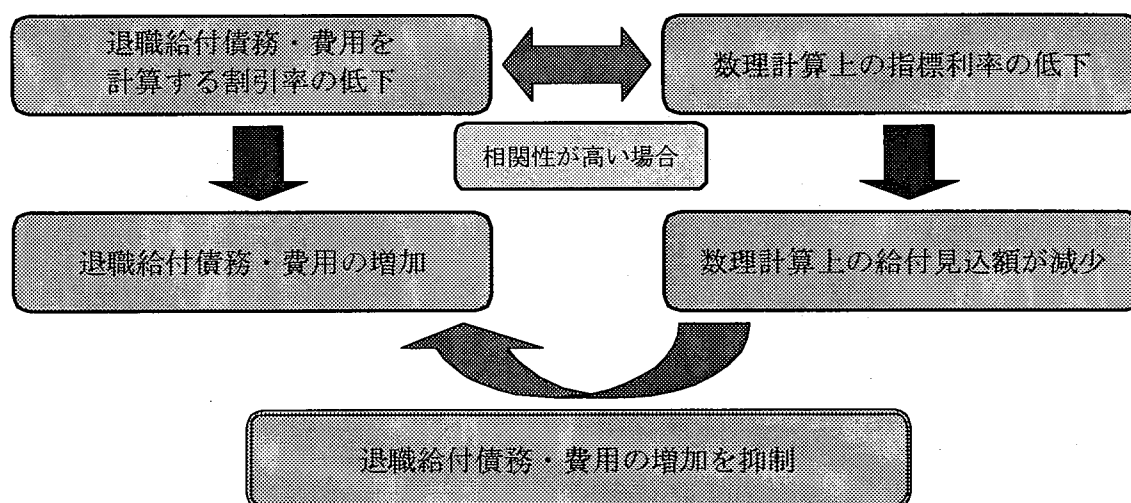 退職給付債務・費用を
計算する割引率の低下
数理計算上の指標利率の低下
相関性が高い場合
退職給付債務・費用の増加
数理計算上の給付見込額が減少
退職給付債務・費用の増加を抑制